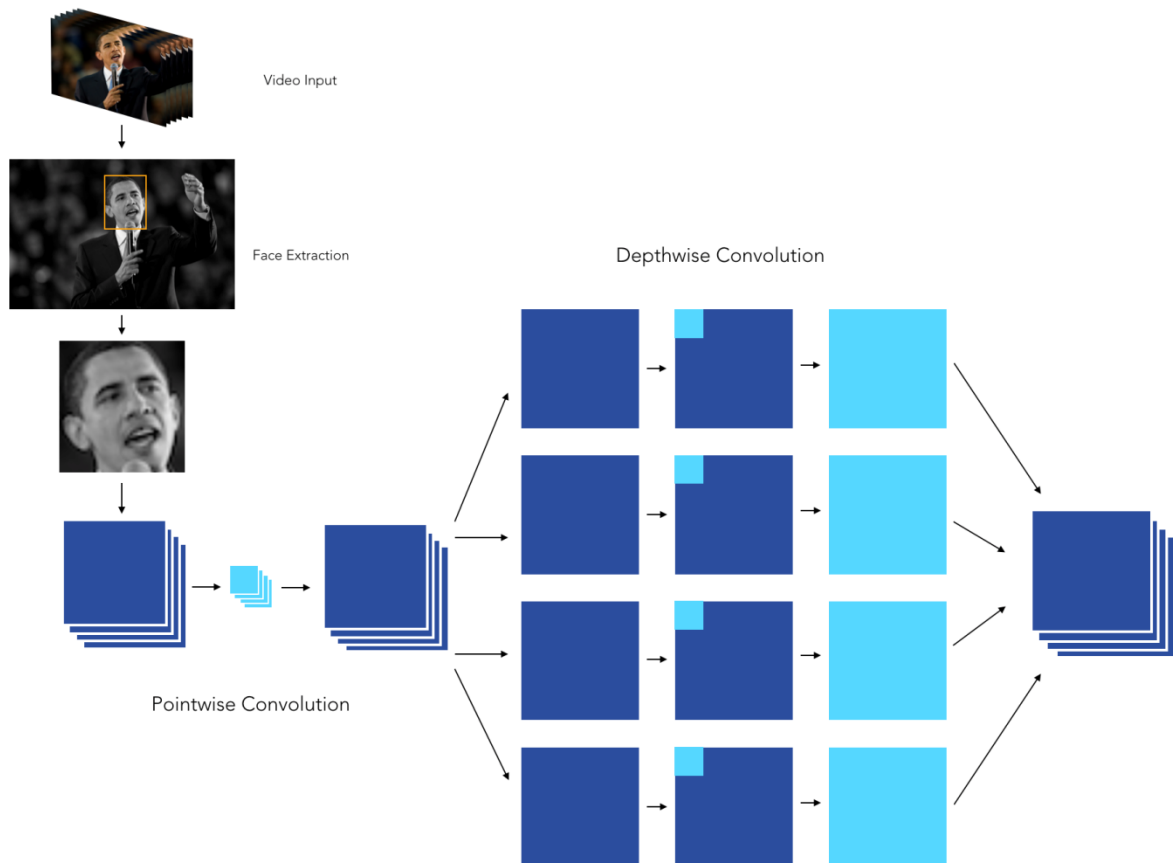 Video Input
Face Extraction
Depthwise Convolution
Pointwise Convolution